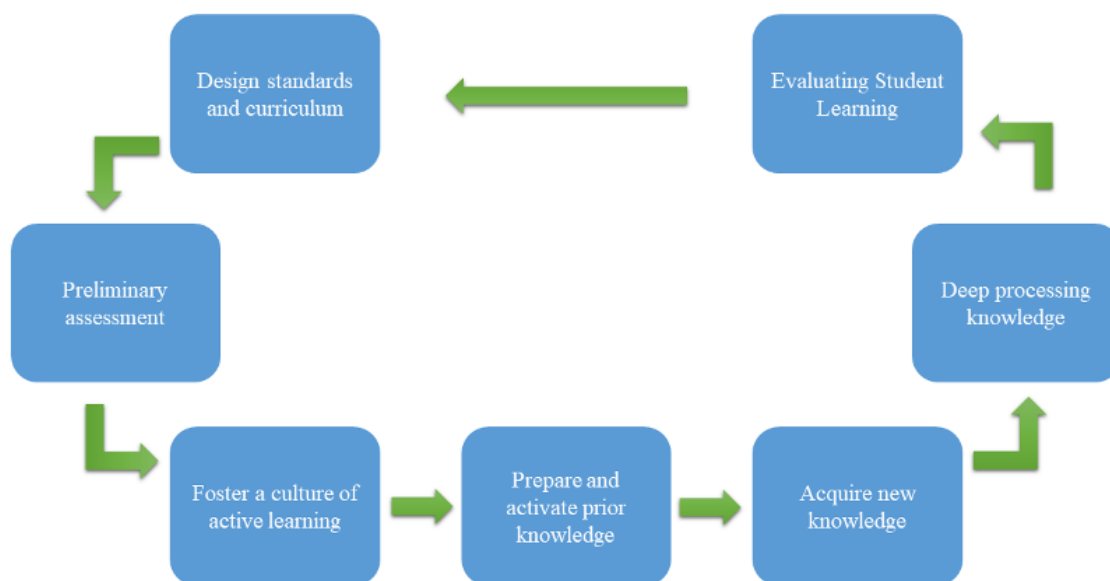 Design standards
and curriculum
Evaluating Student
Learning
Preliminary
assessment
Deep processing
knowledge
Foster a culture of
active learning
Prepare and
activate prior
knowledge
Acquire new
knowledge